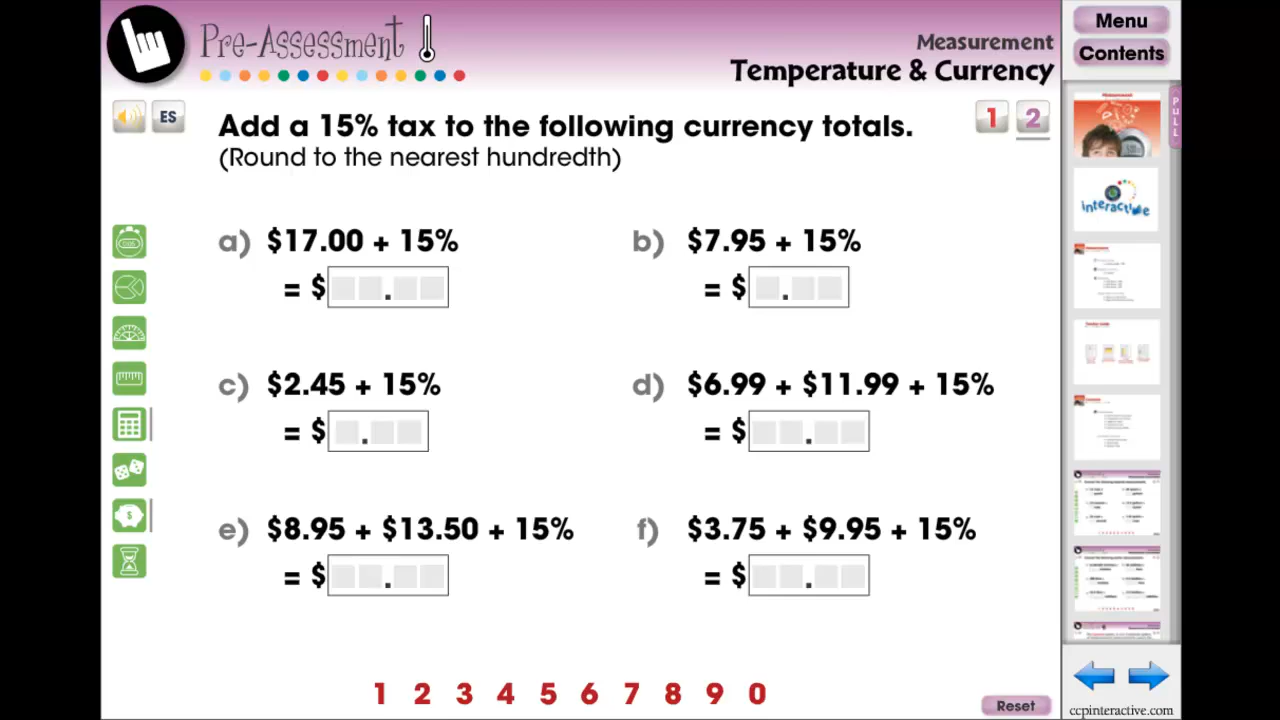 Pre-Assessment
Measurement
Temperature & Currency
Menu
Contents
PULL
ES
Add a 15% tax to the following currency totals.
(Round to the nearest hundredth)
1 2
a) $17.00 + 15%
= $ .
b) $7.95 + 15%
= $ .
c) $2.45 + 15%
= $ .
d) $6.99 + $11.99 + 15%
= $ .
e) $8.95 + $13.50 + 15%
= $ .
f) $3.75 + $9.95 + 15%
= $ .
1 2 3 4 5 6 7 8 9 0
Reset
interactive
ccpinteractive.com